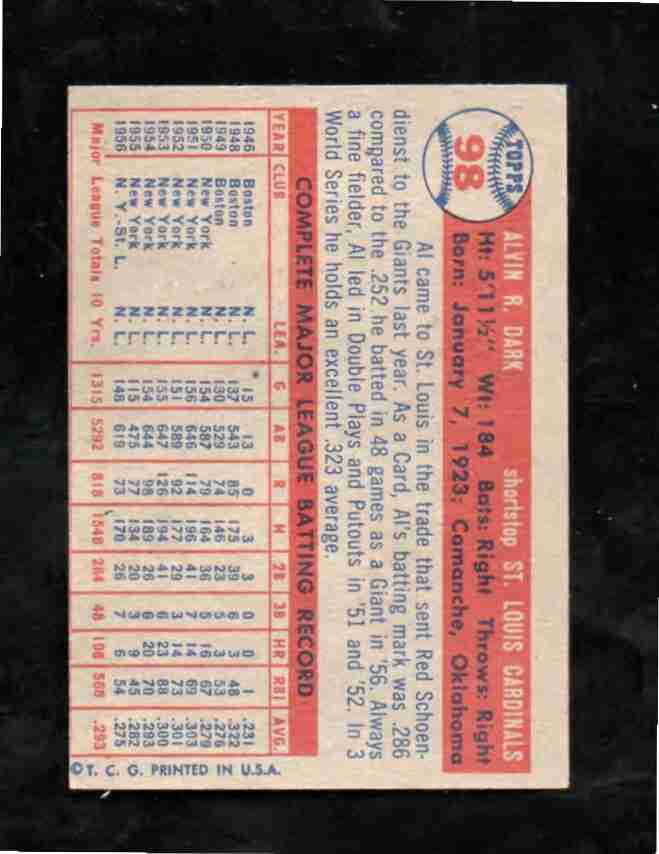 TOPPS
98
ALVIN R. DARK shortstop ST. LOUIS CARDINALS
Ht: 5'11½" Wt: 184 Bats: Right Throws: Right
Born: January 7, 1923: Comanche, Oklahoma
Al came to St. Louis in the trade that sent Red Schoen-
dienst to the Giants last year. As a Card, Al's batting mark was .286
compared to the .252 he batted in 48 games as a Giant in '56. Always
a fine fielder, Al led in Double Plays and Putouts in '51 and '52. In 3
World Series he holds an excellent .323 average.
COMPLETE MAJOR LEAGUE BATTING RECORD
YEAR CLUB LEA. G AB R H 2B 3B HR RBI AVG.
1946 Boston N. L. 15 13 0 3 3 0 0 1 .231
1948 Boston N. L. 137 543 85 175 39 6 3 48 .322
1949 Boston N. L. 130 529 74 146 23 5 3 53 .276
1950 New York N. L. 154 587 79 164 36 5 16 67 .279
1951 New York N. L. 156 646 114 196 41 7 14 69 .303
1952 New York N. L. 151 589 92 177 29 3 14 73 .301
1953 New York N. L. 155 647 126 194 41 6 23 88 .300
1954 New York N. L. 154 644 98 189 26 6 20 70 .293
1955 New York N. L. 115 475 77 134 20 3 9 45 .282
1956 N. Y.-St. L. N. L. 148 619 73 170 26 7 6 54 .275
Major League Totals 10 Yrs. 1315 5292 818 1548 284 48 108 568 .293
©T. C. G. PRINTED IN U.S.A.